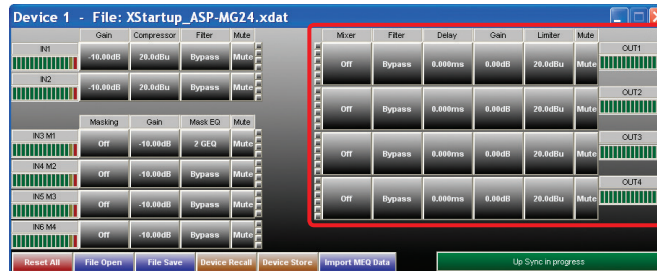 Device 1 - File: XStartup_ASP-MG24.xdat
Gain Compressor Filter Mute
IN1
-10.00dB 20.0dBu Bypass Mute
IN2
-10.00dB 20.0dBu Bypass Mute
Masking Gain Mask EQ Mute
IN3 M1
Off -10.00dB 2 GEQ Mute
IN4 M2
Off -10.00dB Bypass Mute
IN5 M3
Off -10.00dB Bypass Mute
IN6 M4
Off -10.00dB Bypass Mute
Mixer Filter Delay Gain Limiter Mute
OUT1
Off Bypass 0.000ms 0.00dB 20.0dBu Mute
OUT2
Off Bypass 0.000ms 0.00dB 20.0dBu Mute
OUT3
Off Bypass 0.000ms 0.00dB 20.0dBu Mute
OUT4
Off Bypass 0.000ms 0.00dB 20.0dBu Mute
Reset All File Open File Save Device Recall Device Store Import MEQ Data Up Sync in progress